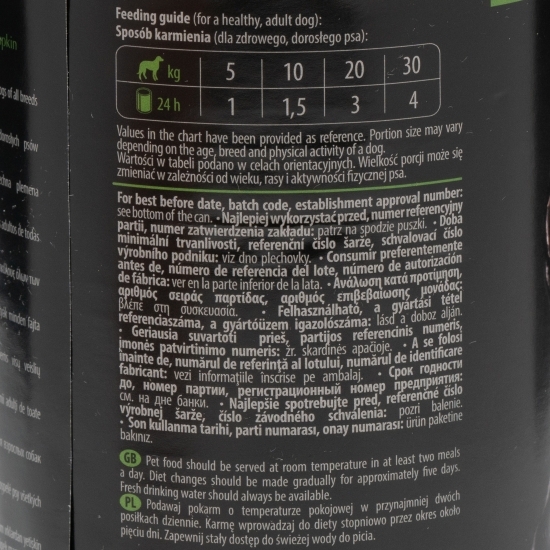 Feeding guide (for a healthy, adult dog):
Sposób karmienia (dla zdrowego, dorosłego psa):
kg 5 10 20 30
24 h 1 1,5 3 4
Values in the chart have been provided as reference. Portion size may vary
depending on the age, breed and physical activity of a dog.
Wartości w tabeli podano w celach orientacyjnych. Wielkość porcji może się
zmieniać w zależności od wieku, rasy i aktywności fizycznej psa.
For best before date, batch code, establishment approval number:
see bottom of the can. • Najlepiej wykorzystać przed, numer referencyjny
partii, numer zatwierdzenia zakładu: patrz na spodzie puszki. • Doba
minimální trvanlivosti, referenční číslo šarže, schvalovací číslo
výrobního podniku: viz dno plechovky. • Consumir preferentemente
antes de, número de referencia del lote, número de autorización
de fábrica: ver en la parte inferior de la lata. • Ανάλωση κατά προτίμηση,
αριθμός σειράς παρτίδας, αριθμός επιβεβαίωσης μονάδας:
βλέπε στη συσκευασία. • Felhasználható, a gyártási tétel
referenciaszáma, a gyártóüzem igazolószáma: lásd a doboz alján.
• Geriausia suvartoti prieš, partijos referencinis numeris,
įmonės patvirtinimo numeris: žr. skardinės apačioje. • A se folosi
înainte de, numărul de referință al lotului, numărul de identificare
fabricant: vezi informațiile înscrise pe ambalaj. • Срок годности
до, номер партии, регистрационный номер предприятия:
см. на дне банки. • Najlepšie spotrebujte pred, referenčné číslo
výrobnej šarže, číslo závodného schválenia: pozri balenie.
• Son kullanma tarihi, parti numarası, onay numarası: ürün paketine
bakınız.
GB Pet food should be served at room temperature in at least two meals
a day. Diet changes should be made gradually for approximately five days.
Fresh drinking water should always be available.
PL Podawaj pokarm o temperaturze pokojowej w przynajmniej dwóch
posiłkach dziennie. Karmę wprowadzaj do diety stopniowo przez okres około
pięciu dni. Zapewnij stały dostęp do świeżej wody do picia.